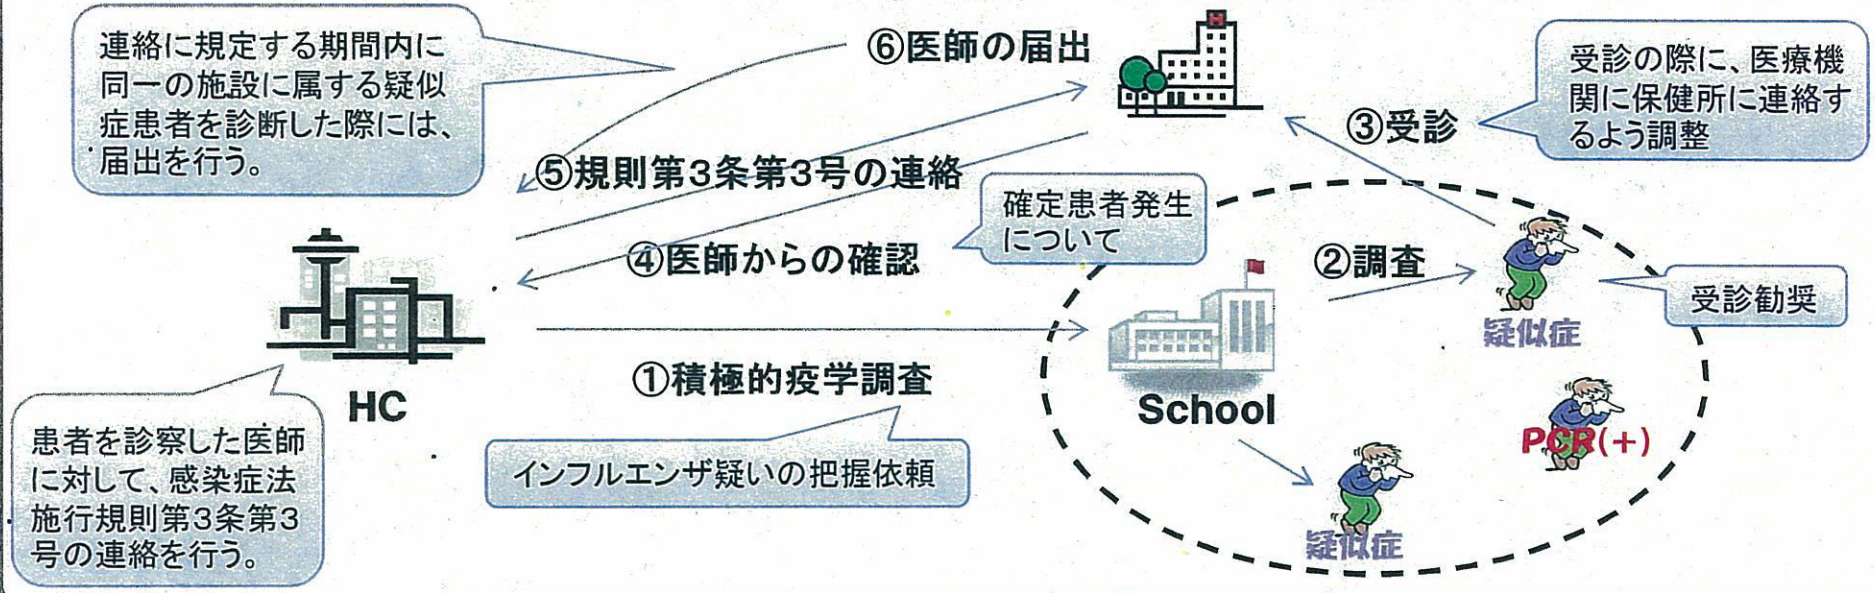 連絡に規定する期間内に
同一の施設に属する疑似
症患者を診断した際には、
届出を行う。
⑥医師の届出
受診の際に、医療機
関に保健所に連絡す
るよう調整
③受診
⑤規則第3条第3号の連絡
確定患者発生
について
④医師からの確認
②調査
受診勧奨
疑似症
①積極的疫学調査
HC
School
PCR(+)
患者を診察した医師
に対して、感染症法
施行規則第3条第3
号の連絡を行う。
インフルエンザ疑いの把握依頼
疑似症